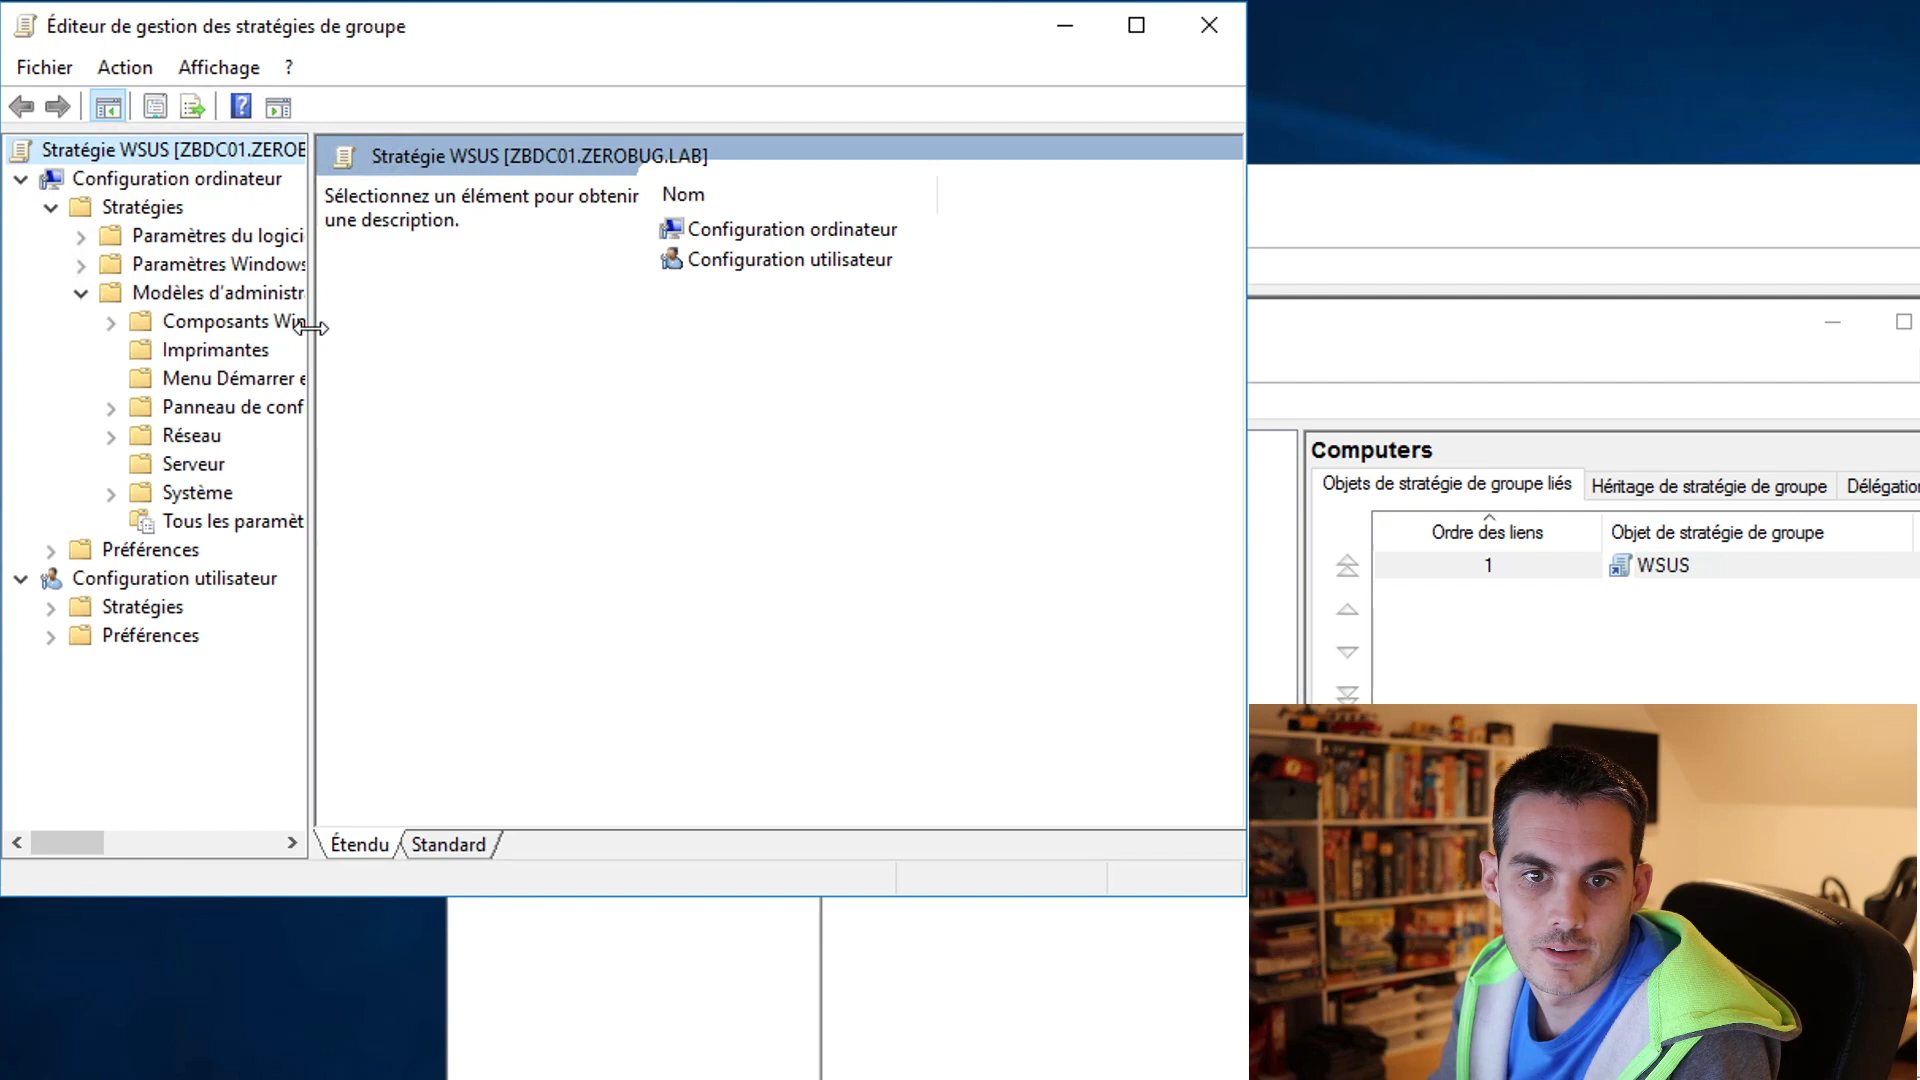 Éditeur de gestion des stratégies de groupe
Fichier Action Affichage ?
Stratégie WSUS [ZBDC01.ZEROB
Configuration ordinateur
Stratégies
Paramètres du logici
Paramètres Windows
Modèles d'administr
Composants Win
Imprimantes
Menu Démarrer e
Panneau de conf
Réseau
Serveur
Système
Tous les paramèt
Préférences
Configuration utilisateur
Stratégies
Préférences
Stratégie WSUS [ZBDC01.ZEROBUG.LAB]
Sélectionnez un élément pour obtenir
une description.
Nom
Configuration ordinateur
Configuration utilisateur
Étendu Standard
Computers
Objets de stratégie de groupe liés Héritage de stratégie de groupe Délégation
Ordre des liens Objet de stratégie de groupe
1 WSUS